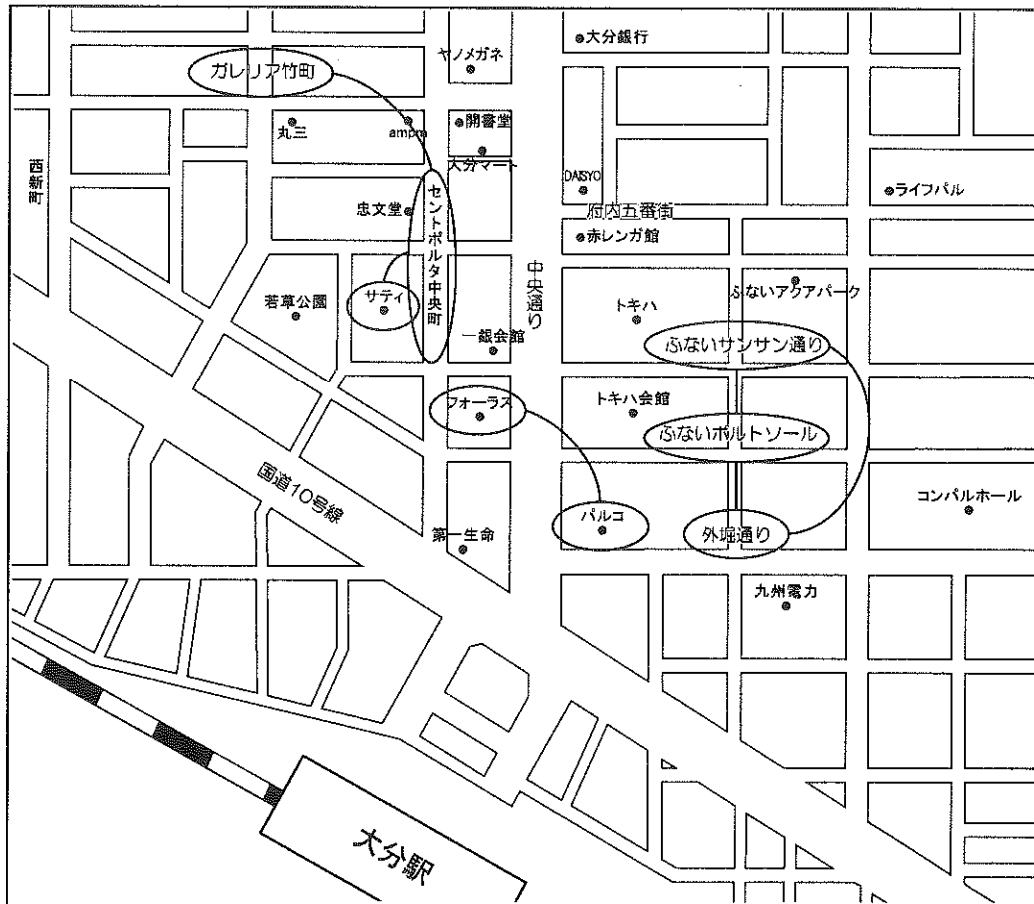 大分銀行
ヤノメガネ
ガレリア竹町
丸三
ampm
開書堂
大分マート
西新町
セントポルタ中央町
DAISYO
ライフパル
忠文堂
府内五番街
赤レンガ館
中央通り
若草公園
サティ
トキハ
ふないアクアパーク
一銀会館
ふないサンサン通り
フォーラス
トキハ会館
ふないポルトソール
国道10号線
パルコ
外堀通り
コンパルホール
第一生命
九州電力
大分駅